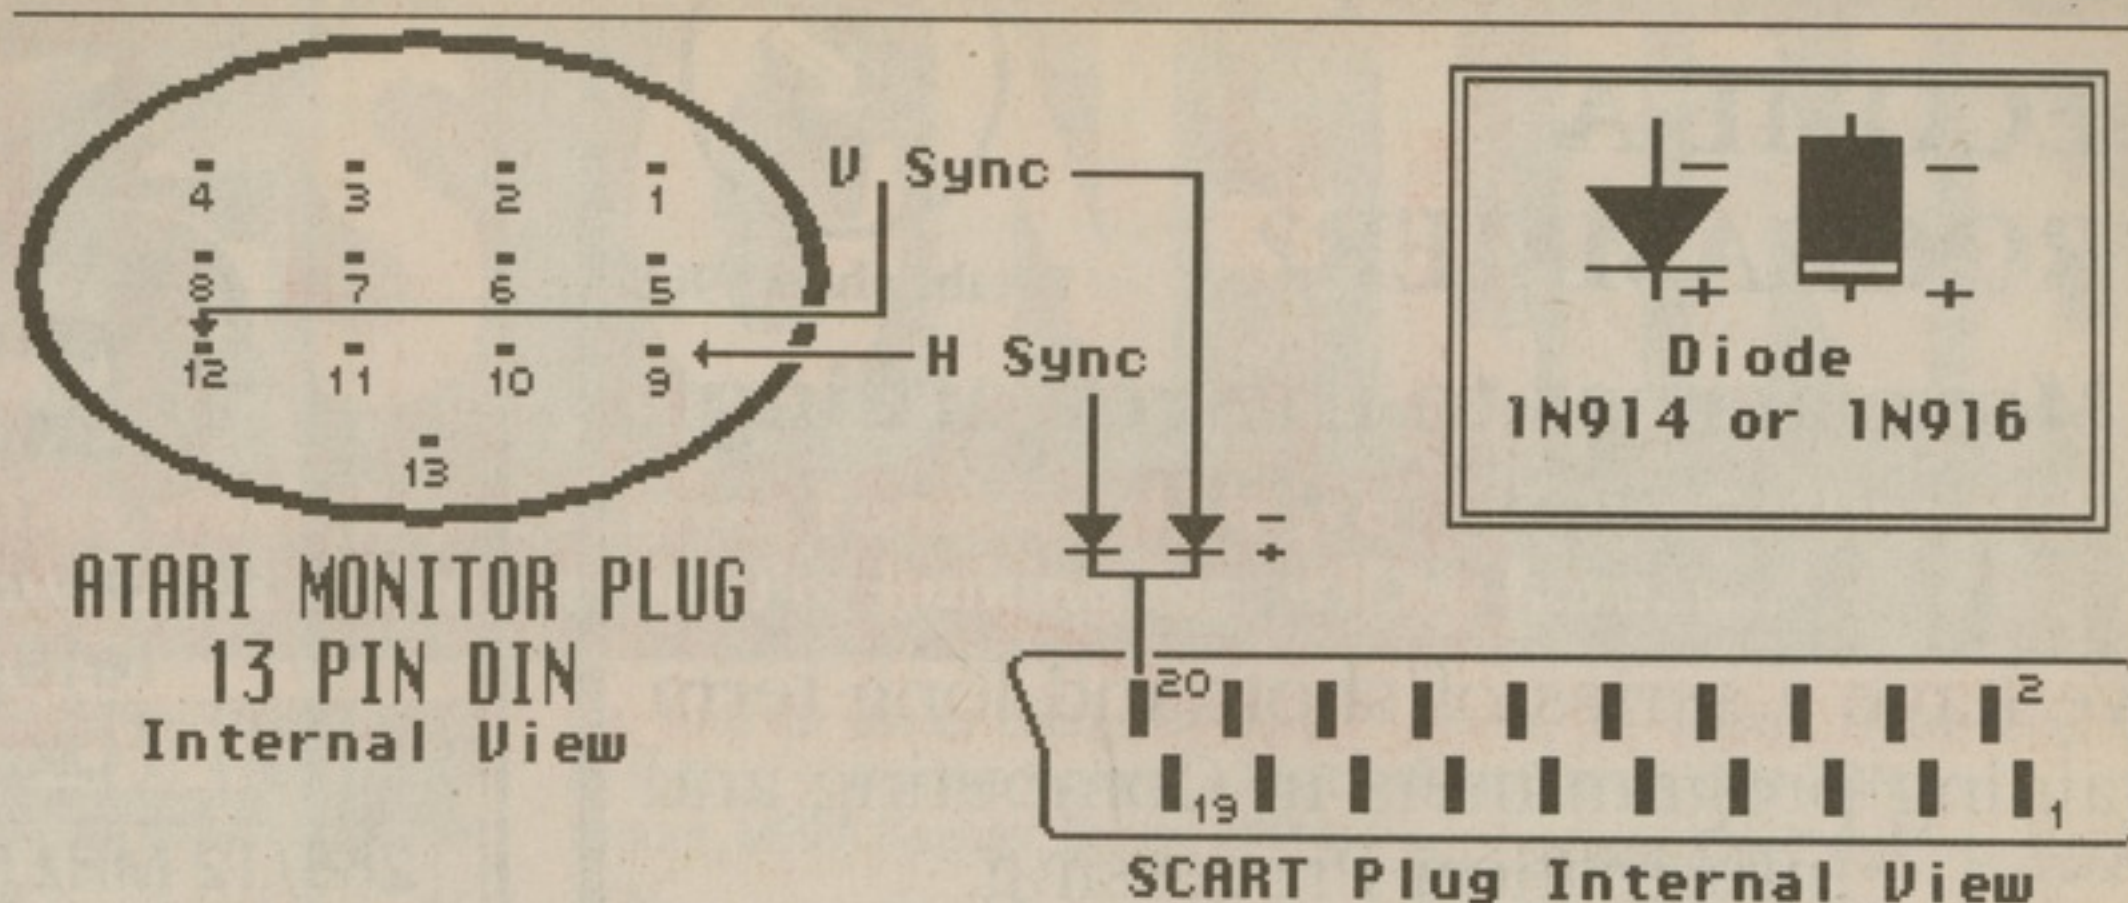 4 3 2 1
8 7 6 5
12 11 10 9
13
V Sync
H Sync
ATARI MONITOR PLUG
13 PIN DIN
Internal View
- -
+ +
Diode
1N914 or 1N916
-
+
20 2
19 1
SCART Plug Internal View